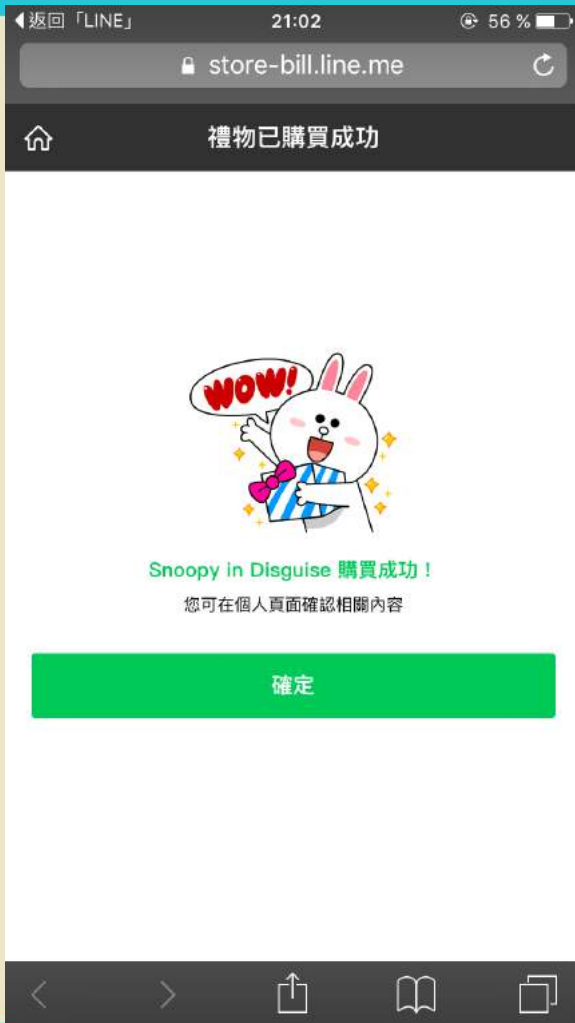 返回「LINE」 21:02 56 %
store-bill.line.me
禮物已購買成功
WOW!
Snoopy in Disguise 購買成功！
您可在個人頁面確認相關內容
確定